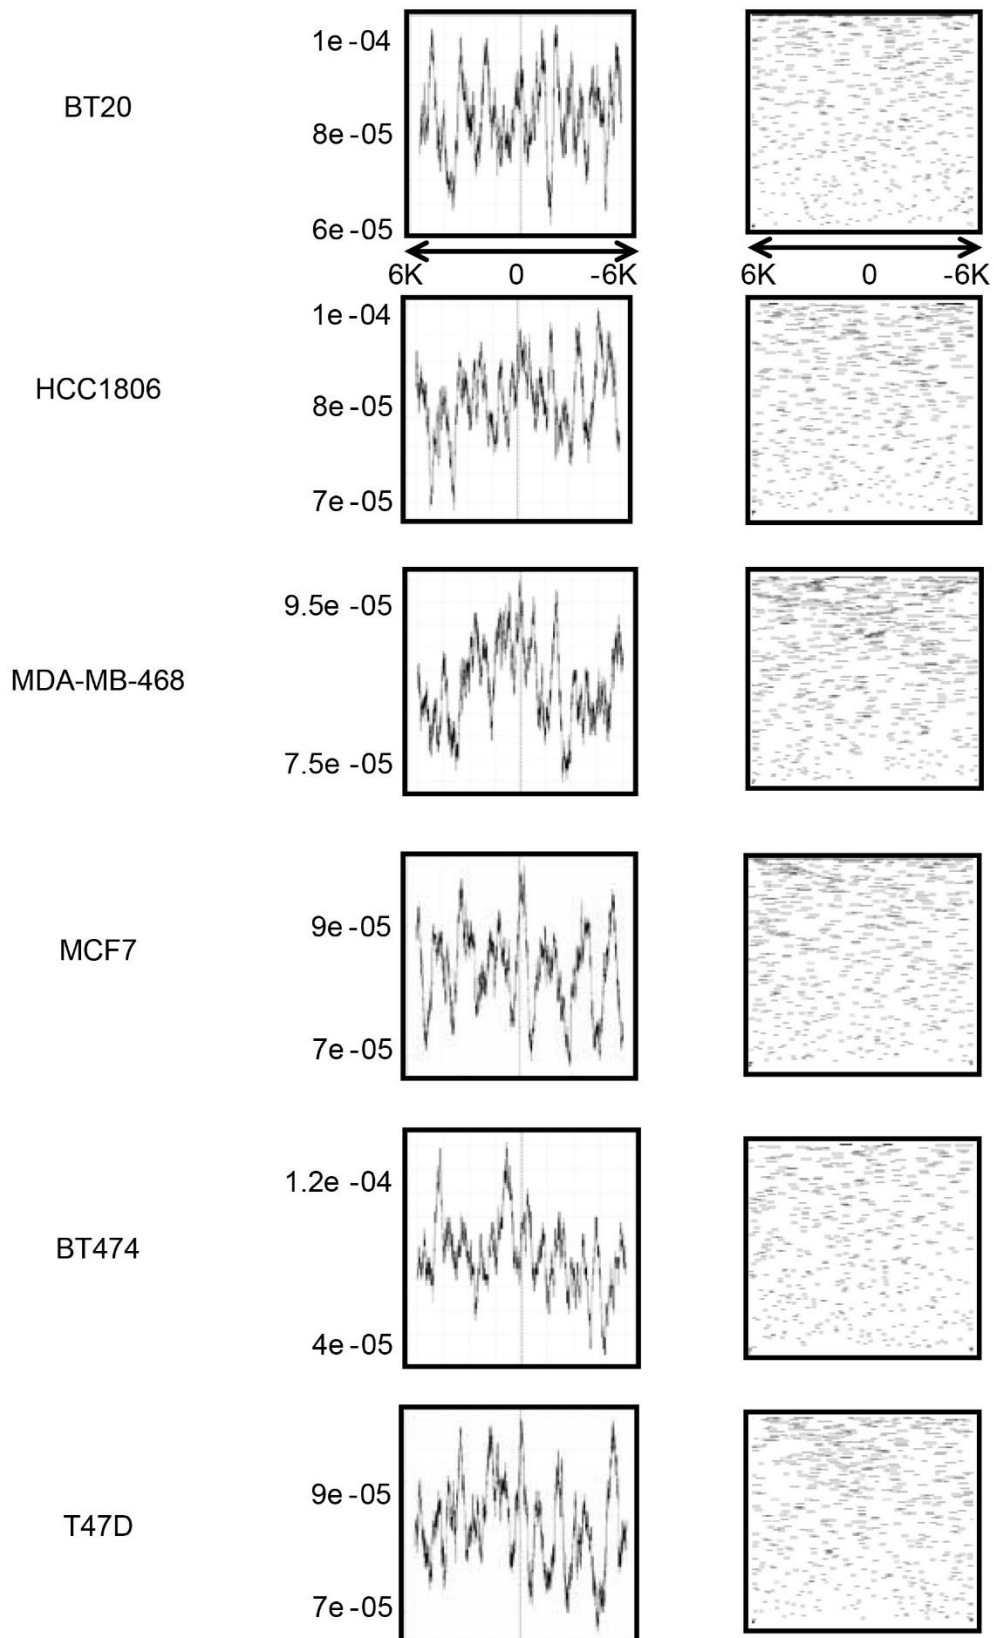 1e -04
BT20
8e -05
6e -05
6K 0 -6K 6K 0 -6K
1e -04
HCC1806
8e -05
7e -05
9.5e -05
MDA-MB-468
7.5e -05
9e -05
MCF7
7e -05
1.2e -04
BT474
4e -05
9e -05
T47D
7e -05